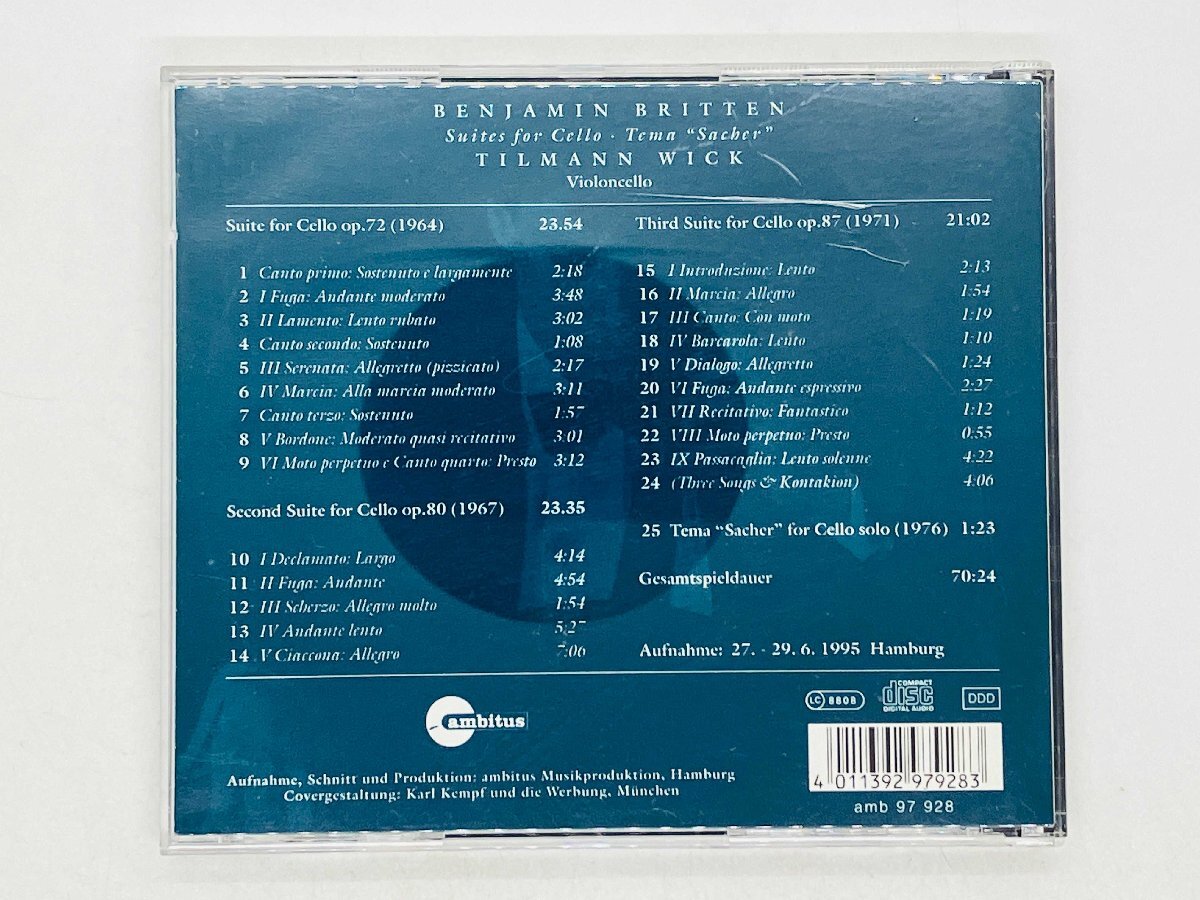 BENJAMIN BRITTEN
Suites for Cello · Tema “Sacher”
TILMANN WICK
Violoncello
Suite for Cello op.72 (1964) 23.54
1 Canto primo: Sostenuto e largamente 2:18
2 I Fuga: Andante moderato 3:48
3 II Lamento: Lento rubato 3:02
4 Canto secondo: Sostenuto 1:08
5 III Serenata: Allegretto (pizzicato) 2:17
6 IV Marcia: Alla marcia moderato 3:11
7 Canto terzo: Sostenuto 1:57
8 V Bordone: Moderato quasi recitativo 3:01
9 VI Moto perpetuo e Canto quarto: Presto 3:12
Second Suite for Cello op.80 (1967) 23.35
10 I Declamato: Largo 4:14
11 II Fuga: Andante 4:54
12 III Scherzo: Allegro molto 1:54
13 IV Andante lento 5:27
14 V Ciaccona: Allegro 7:06
Third Suite for Cello op.87 (1971) 21:02
15 I Introduzione: Lento 2:13
16 II Marcia: Allegro 1:54
17 III Canto: Con moto 1:19
18 IV Barcarola: Lento 1:10
19 V Dialogo: Allegretto 1:24
20 VI Fuga: Andante espressivo 2:27
21 VII Recitativo: Fantastico 1:12
22 VIII Moto perpetuo: Presto 0:55
23 IX Passacaglia: Lento solenne 4:22
24 (Three Songs & Kontakion) 4:06
25 Tema “Sacher” for Cello solo (1976) 1:23
Gesamtspieldauer 70:24
Aufnahme: 27. - 29. 6. 1995 Hamburg
ambitus
Aufnahme, Schnitt und Produktion: ambitus Musikproduktion, Hamburg
Covergestaltung: Karl Kempf und die Werbung, München
LC 8808
COMPACT
disc
DIGITAL AUDIO
DDD
4 011392 979283
amb 97 928